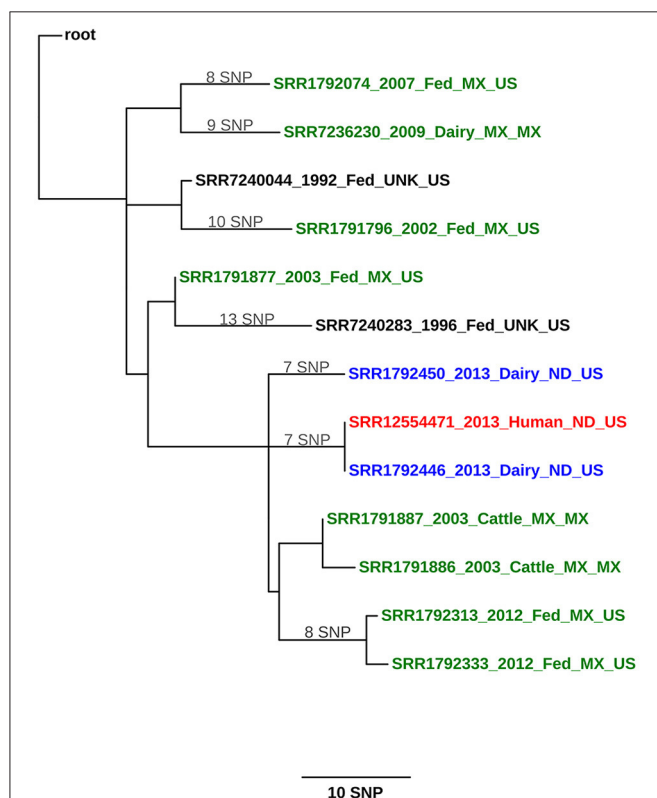 root
8 SNP
SRR1792074_2007_Fed_MX_US
9 SNP
SRR7236230_2009_Dairy_MX_MX
SRR7240044_1992_Fed_UNK_US
10 SNP
SRR1791796_2002_Fed_MX_US
SRR1791877_2003_Fed_MX_US
13 SNP
SRR7240283_1996_Fed_UNK_US
7 SNP
SRR1792450_2013_Dairy_ND_US
SRR12554471_2013_Human_ND_US
7 SNP
SRR1792446_2013_Dairy_ND_US
SRR1791887_2003_Cattle_MX_MX
SRR1791886_2003_Cattle_MX_MX
SRR1792313_2012_Fed_MX_US
8 SNP
SRR1792333_2012_Fed_MX_US
10 SNP